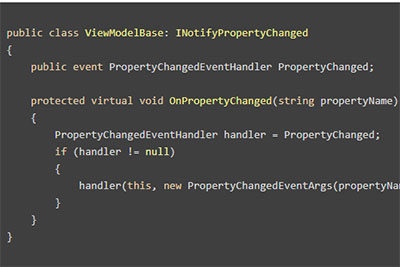 public class ViewModelBase: INotifyPropertyChanged
{
    public event PropertyChangedEventHandler PropertyChanged;

    protected virtual void OnPropertyChanged(string propertyName)
    {
        PropertyChangedEventHandler handler = PropertyChanged;
        if (handler != null)
        {
            handler(this, new PropertyChangedEventArgs(propertyNa
        }
    }
}